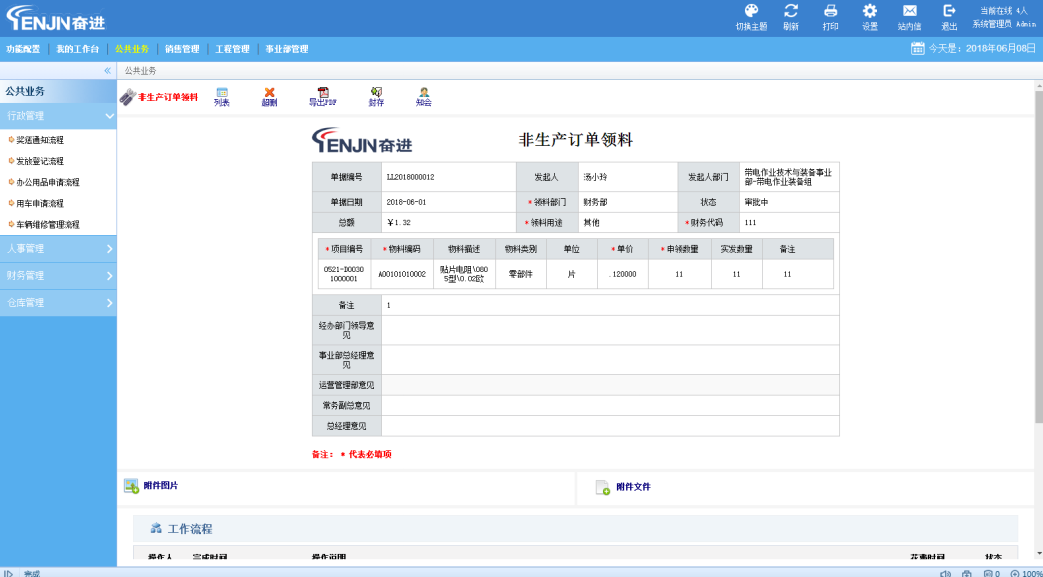 ENJIN奋进
切换主题 刷新 打印 设置 站内信 退出
当前在线 4人
系统管理员 Admin
功能配置 我的工作台 公共业务 销售管理 工程管理 事业部管理
今天是：2018年06月08日
« 公共业务
公共业务
行政管理
奖惩通知流程
发放登记流程
办公用品申请流程
用车申请流程
车辆维修管理流程
人事管理
财务管理
仓库管理
非生产订单领料 列表 超删 导出PDF 封存 知会
ENJIN奋进 非生产订单领料
单据编号 LL2018000012 发起人 汤小玲 发起人部门 带电作业技术与装备事业
部-带电作业装备组
单据日期 2018-06-01 * 领料部门 财务部 状态 审批中
总额 ￥1.32 * 领料用途 其他 * 财务代码 111
* 项目编号 * 物料编码 物料描述 物料类别 单位 * 单价 * 申领数量 实发数量 备注
0521-D0030
1000001 A00101010002 贴片电阻\080
5型\0.02欧 零部件 片 .120000 11 11 11
备注 1
经办部门领导意
见
事业部总经理意
见
运营管理部意见
常务副总意见
总经理意见
备注： * 代表必填项
附件图片 附件文件
工作流程
操作人 完成时间 操作说明 花费时间 状态
完成 0 100%